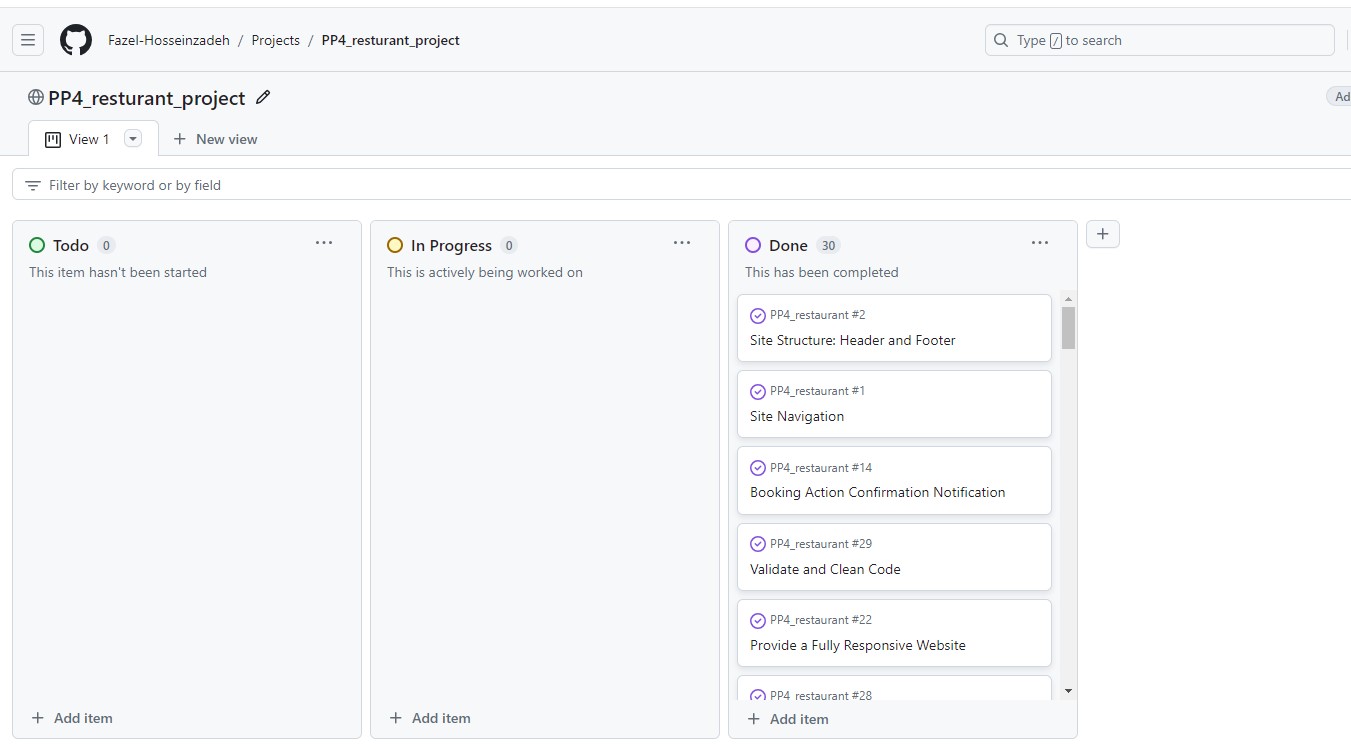 Fazel-Hosseinzadeh / Projects / PP4_resturant_project
Type / to search
PP4_resturant_project
Ad
View 1
New view
Filter by keyword or by field
Todo 0
This item hasn't been started
Add item
In Progress 0
This is actively being worked on
Add item
Done 30
This has been completed
PP4_restaurant #2
Site Structure: Header and Footer
PP4_restaurant #1
Site Navigation
PP4_restaurant #14
Booking Action Confirmation Notification
PP4_restaurant #29
Validate and Clean Code
PP4_restaurant #22
Provide a Fully Responsive Website
PP4_restaurant #28
Add item